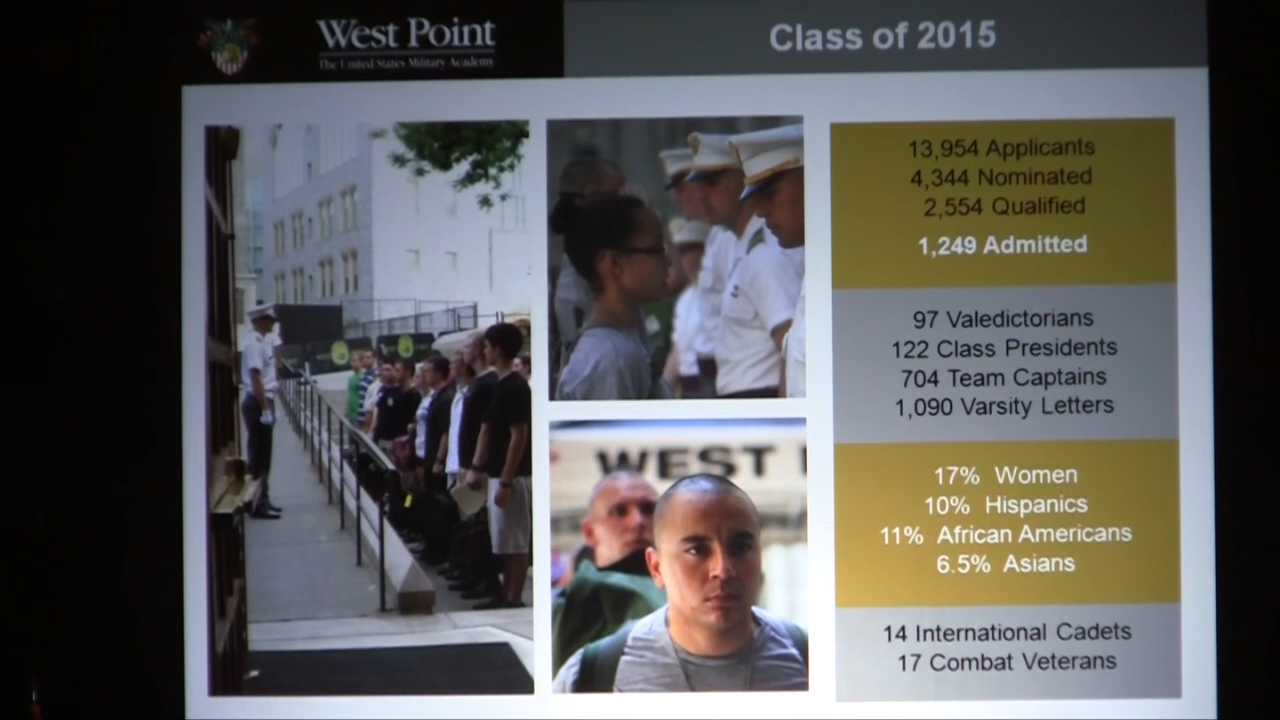 West Point
The United States Military Academy
Class of 2015
13,954 Applicants
4,344 Nominated
2,554 Qualified
1,249 Admitted
97 Valedictorians
122 Class Presidents
704 Team Captains
1,090 Varsity Letters
17% Women
10% Hispanics
11% African Americans
6.5% Asians
14 International Cadets
17 Combat Veterans
WEST